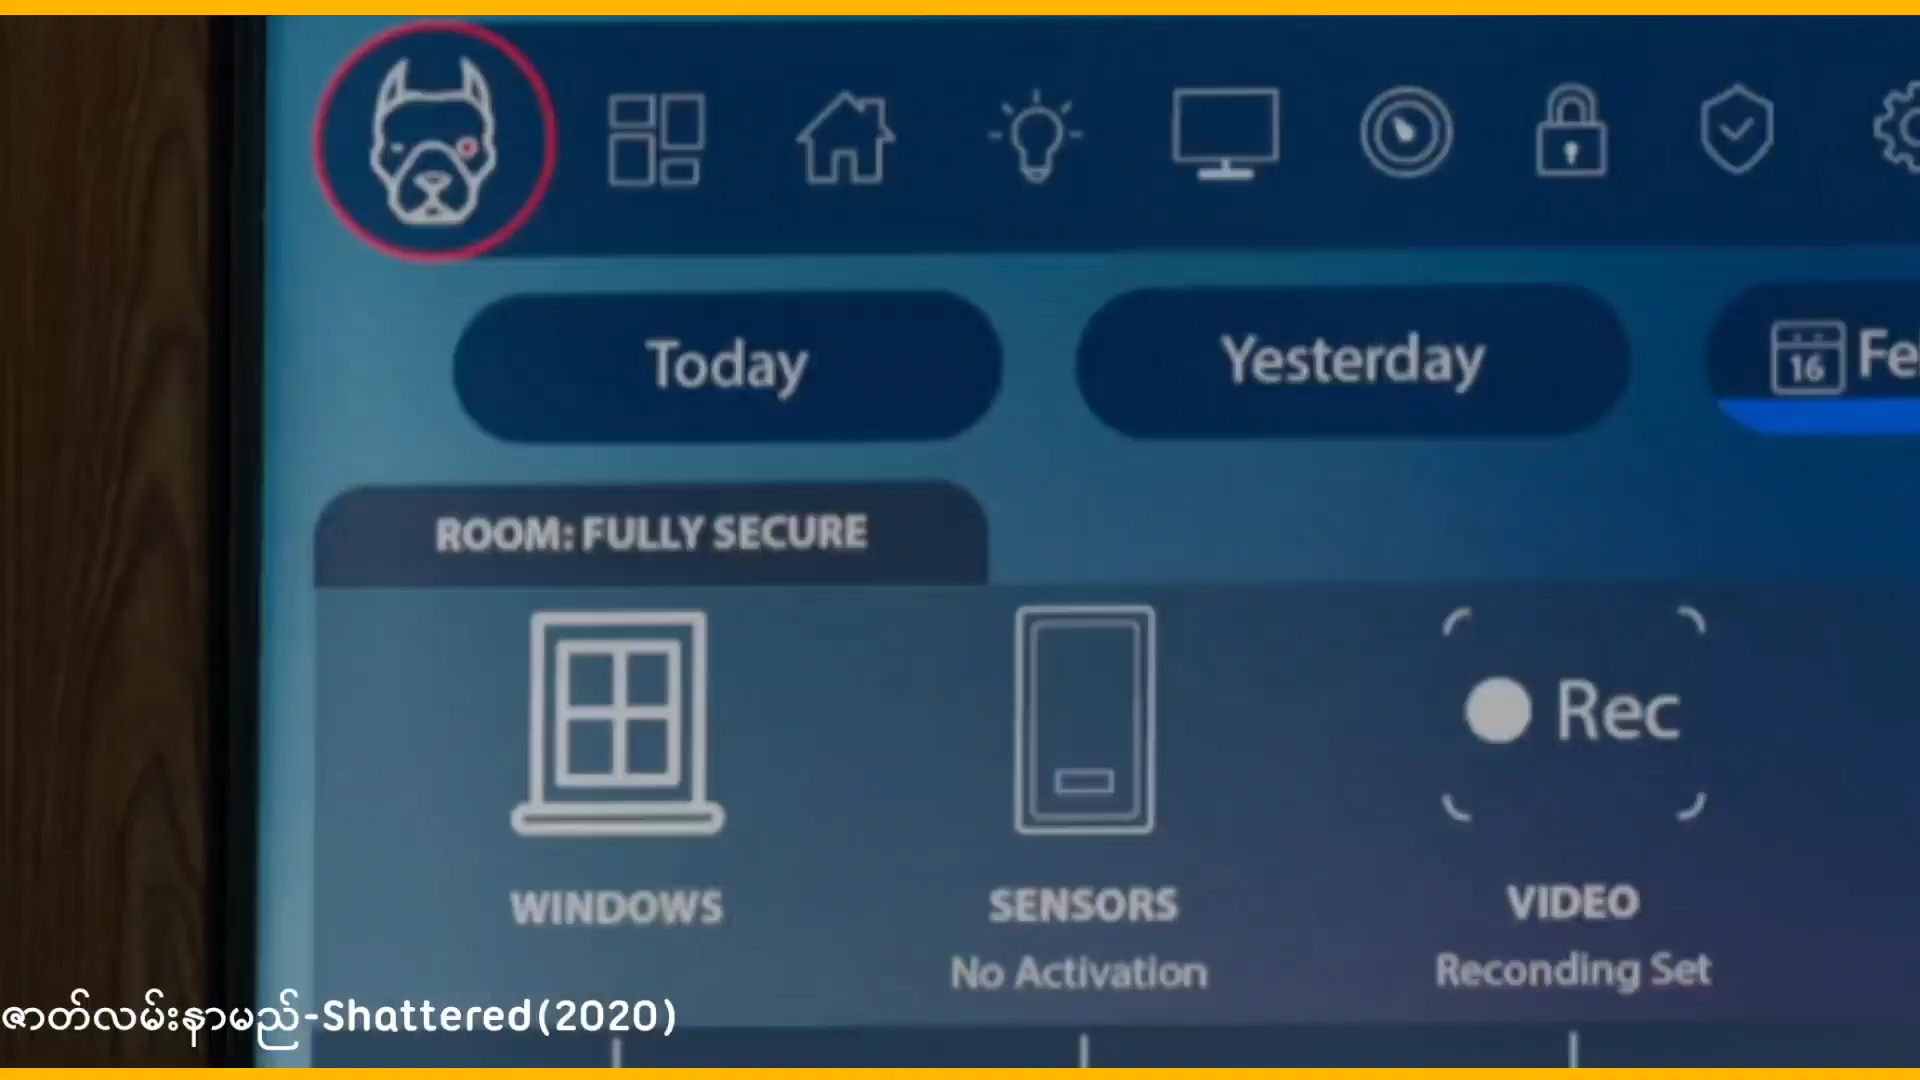 16 Fe
Today
Yesterday
ROOM: FULLY SECURE
Rec
WINDOWS
SENSORS
VIDEO
No Activation
Reconding Set
ဇာတ်လမ်းနာမည်-Shattered(2020)